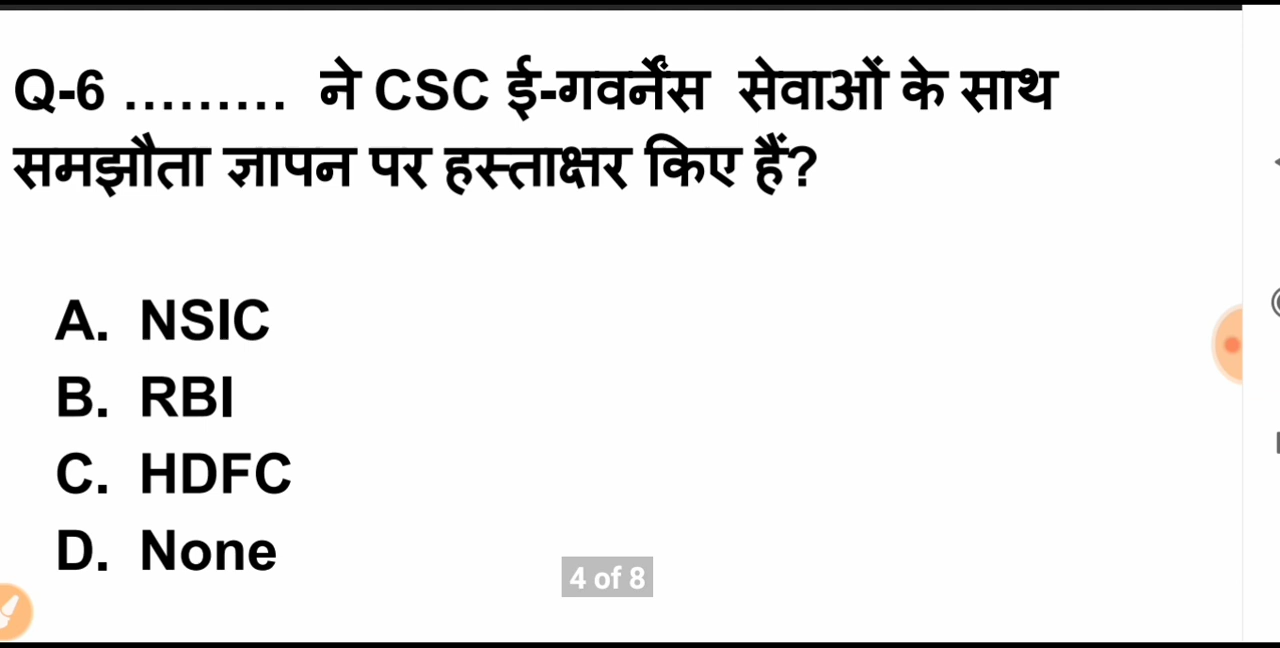 Q-6 ......... ने CSC ई-गवर्नेंस सेवाओं के साथ
समझौता ज्ञापन पर हस्ताक्षर किए हैं?
A. NSIC
B. RBI
C. HDFC
D. None
4 of 8